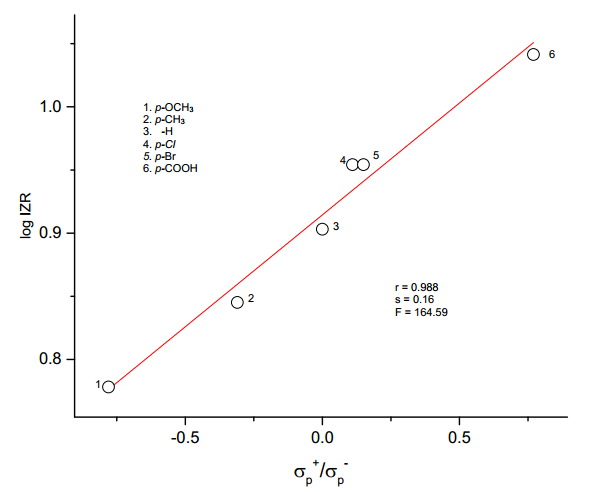 1.0
0.9
0.8
log IZR
1. p-OCH₃
2. p-CH₃
3. -H
4. p-Cl
5. p-Br
6. p-COOH
1
2
3
4
5
6
r = 0.988
s = 0.16
F = 164.59
-0.5
0.0
0.5
σₚ⁺/σₚ⁻